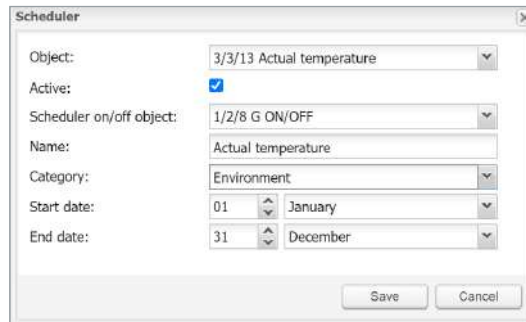 Scheduler
Object: 3/3/13 Actual temperature
Active:
Scheduler on/off object: 1/2/8 G ON/OFF
Name: Actual temperature
Category: Environment
Start date: 01 January
End date: 31 December
Save Cancel